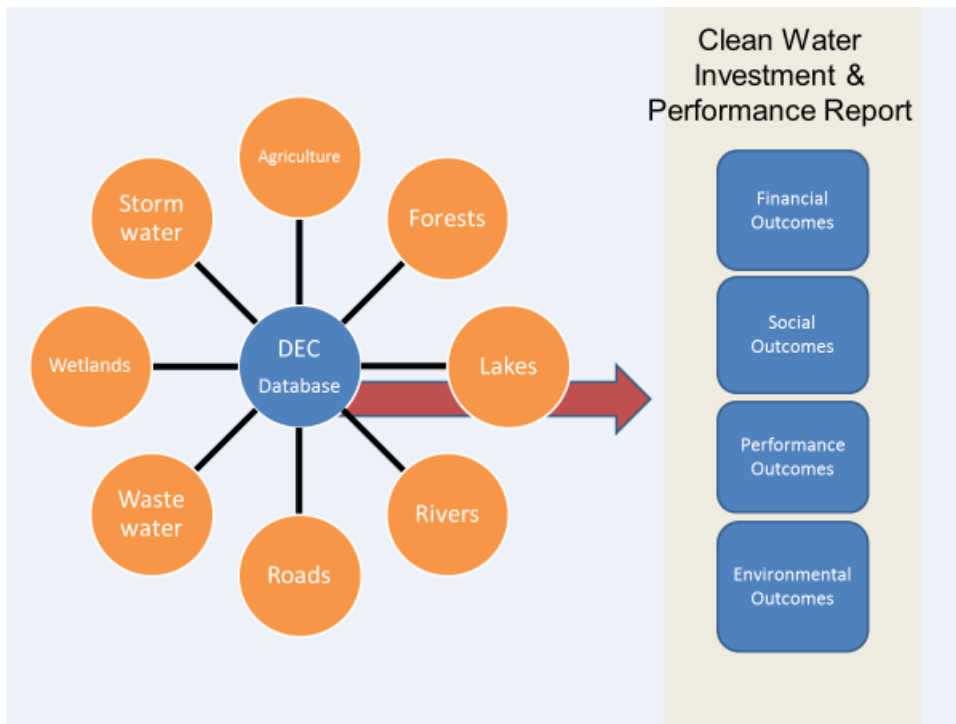 Clean Water
Investment &
Performance Report
Agriculture
Storm
water
Forests
DEC
Database
Wetlands
Lakes
Waste
water
Rivers
Roads
Financial
Outcomes
Social
Outcomes
Performance
Outcomes
Environmental
Outcomes